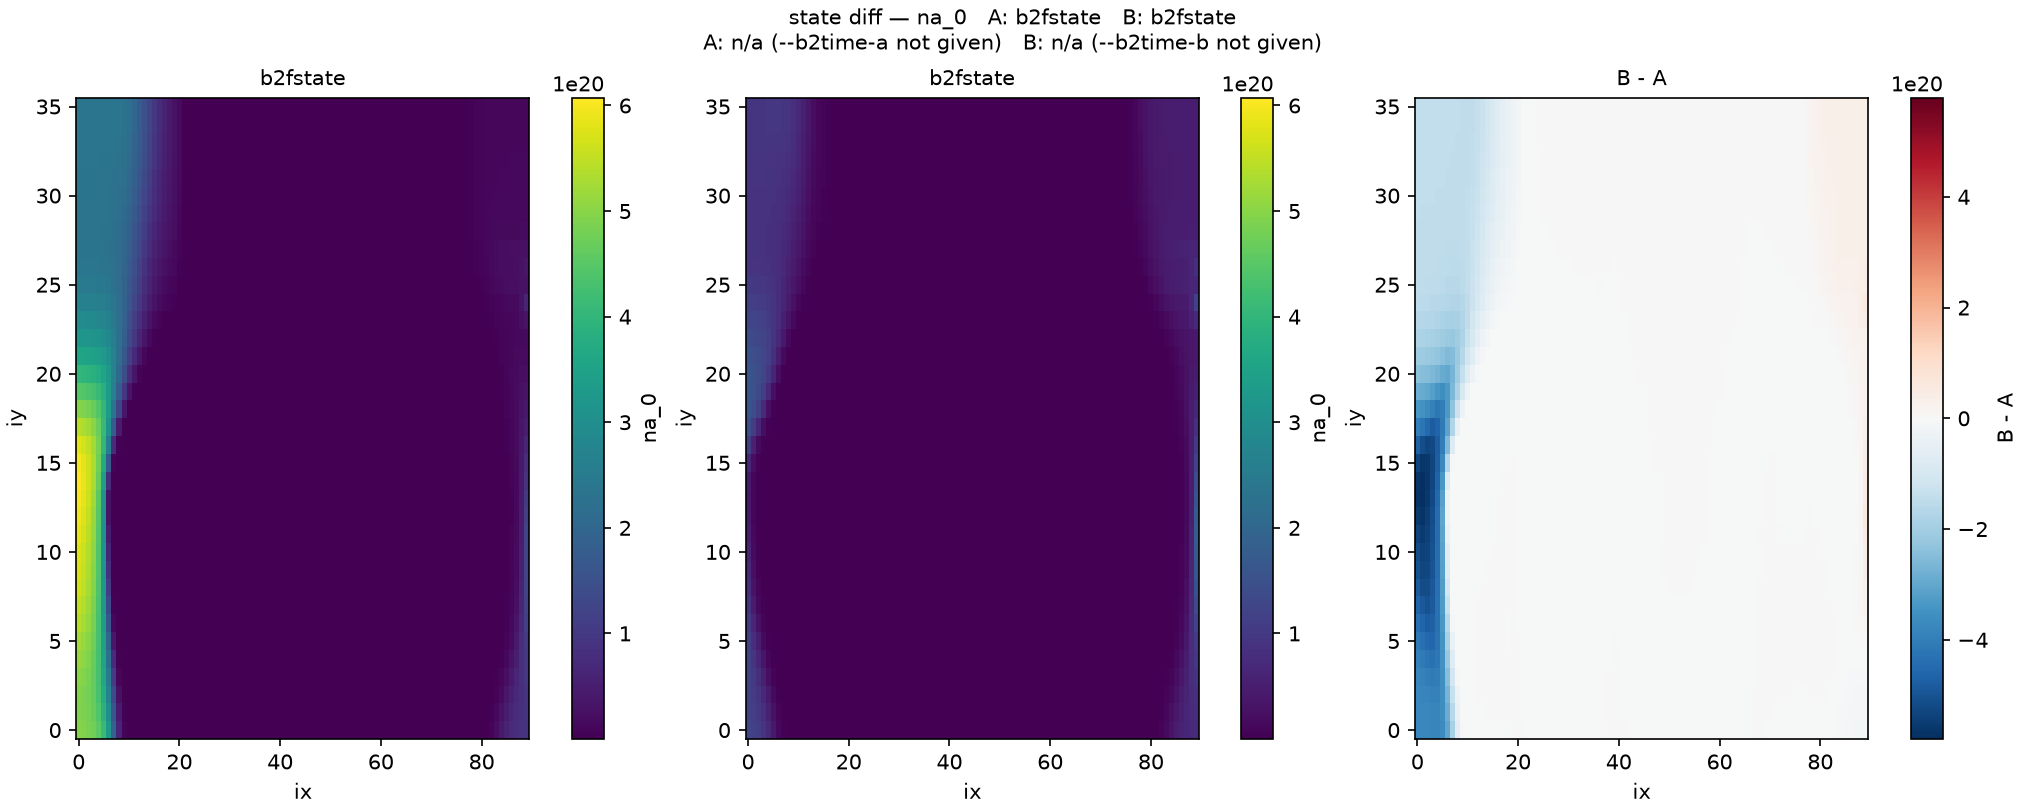 state diff — na_0   A: b2fstate   B: b2fstate
A: n/a (--b2time-a not given)   B: n/a (--b2time-b not given)
b2fstate
35
30
25
20
15
10
5
0
iy
0 20 40 60 80
ix
1e20
6
5
4
3
2
1
na_0
b2fstate
35
30
25
20
15
10
5
0
iy
0 20 40 60 80
ix
1e20
6
5
4
3
2
1
na_0
B - A
35
30
25
20
15
10
5
0
iy
0 20 40 60 80
ix
1e20
4
2
0
−2
−4
B - A